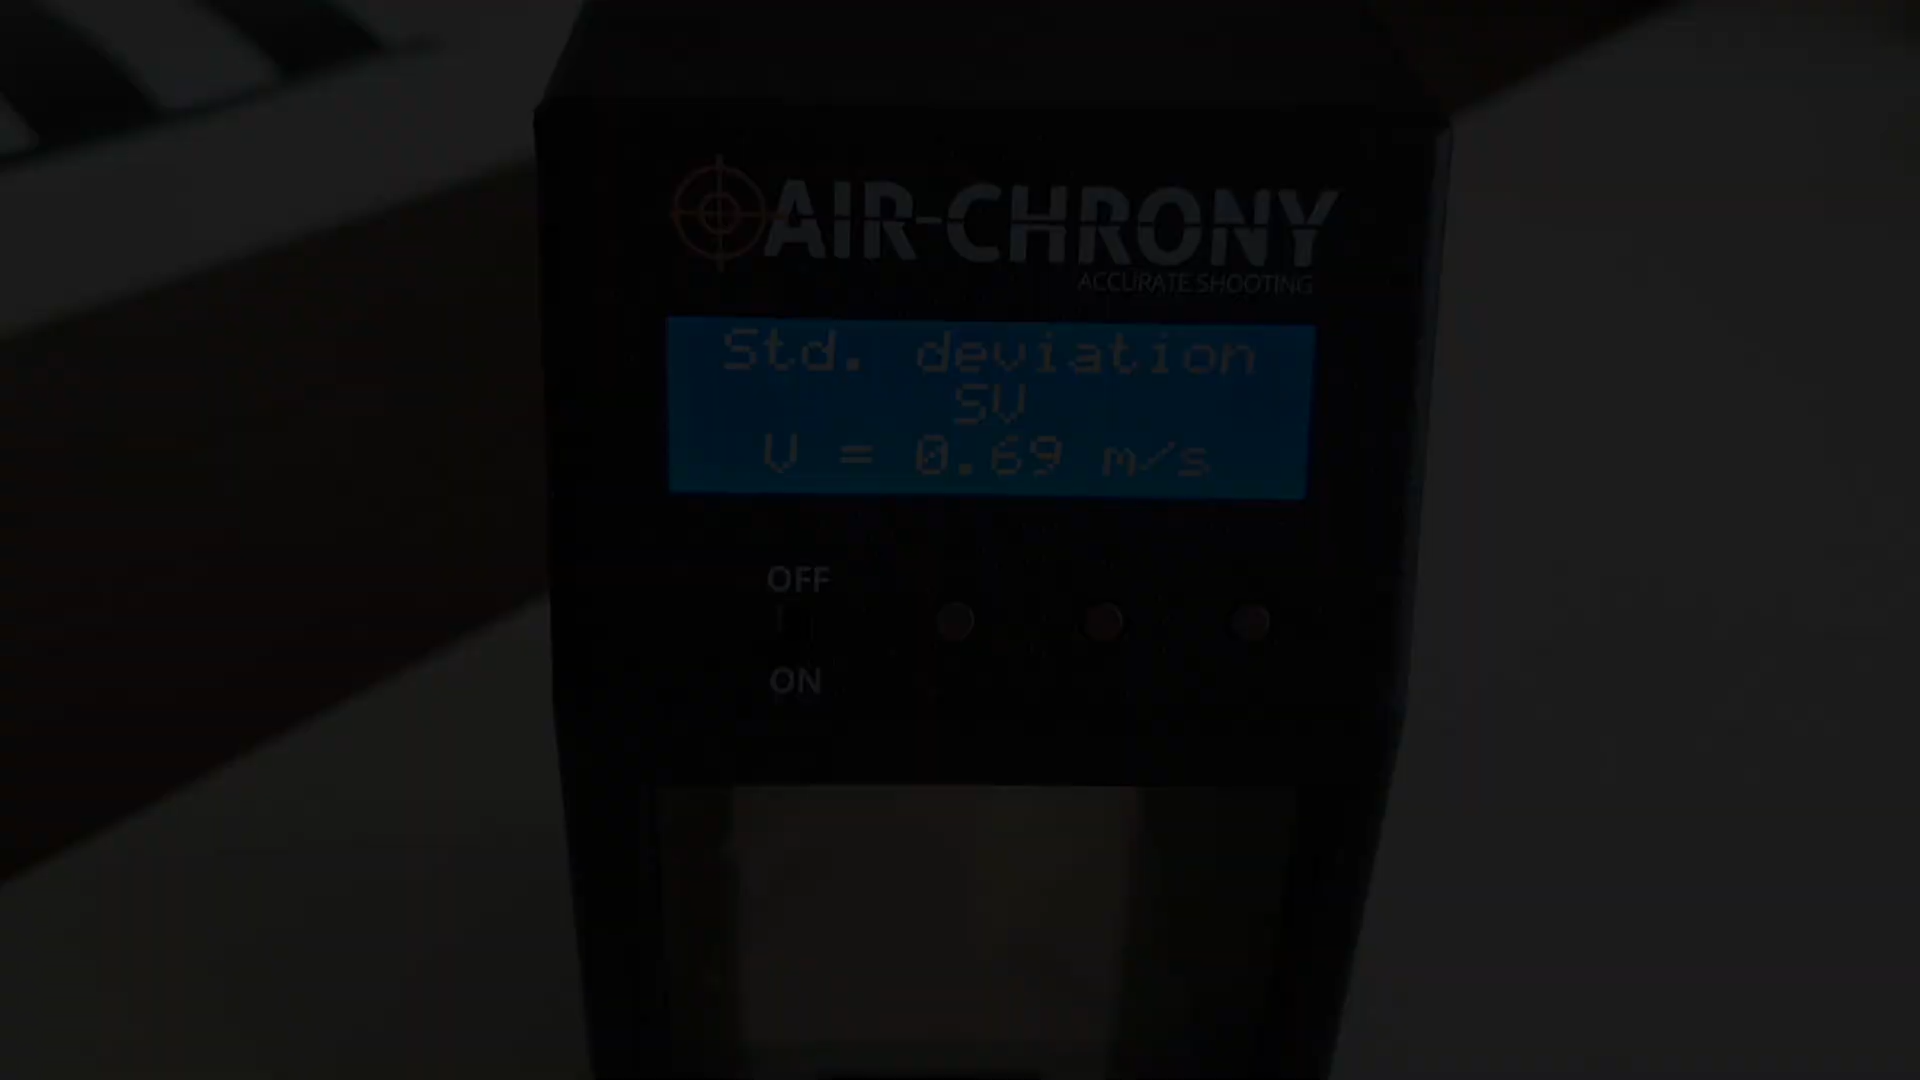 AIR-CHRONY
ACCURATE SHOOTING
Std. deviation
SV
V = 0.69 m/s
OFF
ON